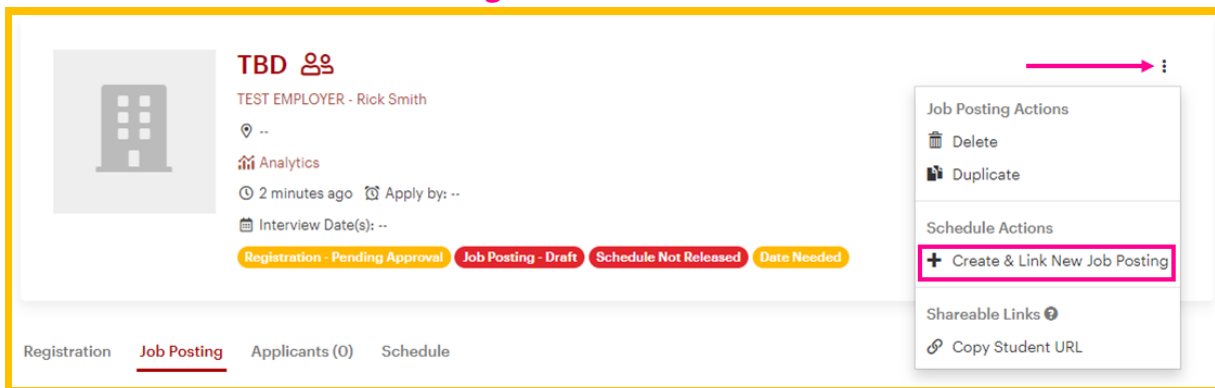 TBD
TEST EMPLOYER - Rick Smith
--
Analytics
2 minutes ago Apply by: --
Interview Date(s): --
Registration - Pending Approval Job Posting - Draft Schedule Not Released Date Needed
Job Posting Actions
Delete
Duplicate
Schedule Actions
+ Create & Link New Job Posting
Shareable Links ?
Copy Student URL
Registration Job Posting Applicants (0) Schedule